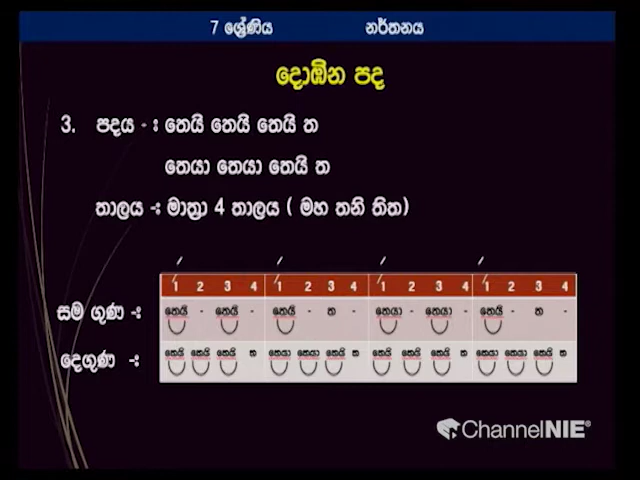 7 ශ්‍රේණිය නර්තනය
දොඹින පද
3. පදය - ඃ තෙයි තෙයි තෙයි ත
තෙයා තෙයා තෙයි ත
තාලය -ඃ මාත්‍රා 4 තාලය ( මහ තනි තිත)
1 2 3 4 1 2 3 4 1 2 3 4 1 2 3 4
සම ගුණ -ඃ තෙයි - තෙයි - තෙයි - ත - තෙයා - තෙයා - තෙයි - ත -
දෙගුණ -ඃ තෙයි තෙයි තෙයි ත තෙයා තෙයා තෙයි ත තෙයි තෙයි තෙයි ත තෙයා තෙයා තෙයි ත
ChannelNIE®